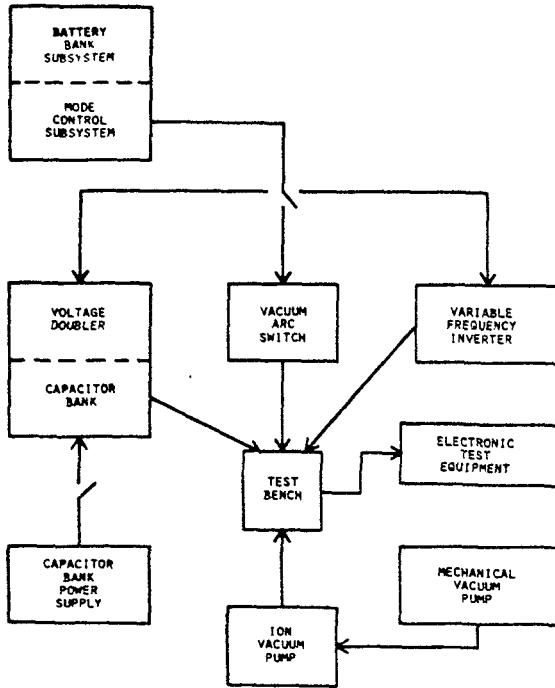 BATTERY
BANK
SUBSYSTEM
MODE
CONTROL
SUBSYSTEM
VOLTAGE
DOUBLER
CAPACITOR
BANK
VACUUM
ARC
SWITCH
VARIABLE
FREQUENCY
INVERTER
TEST
BENCH
ELECTRONIC
TEST
EQUIPMENT
CAPACITOR
BANK
POWER
SUPPLY
ION
VACUUM
PUMP
MECHANICAL
VACUUM
PUMP